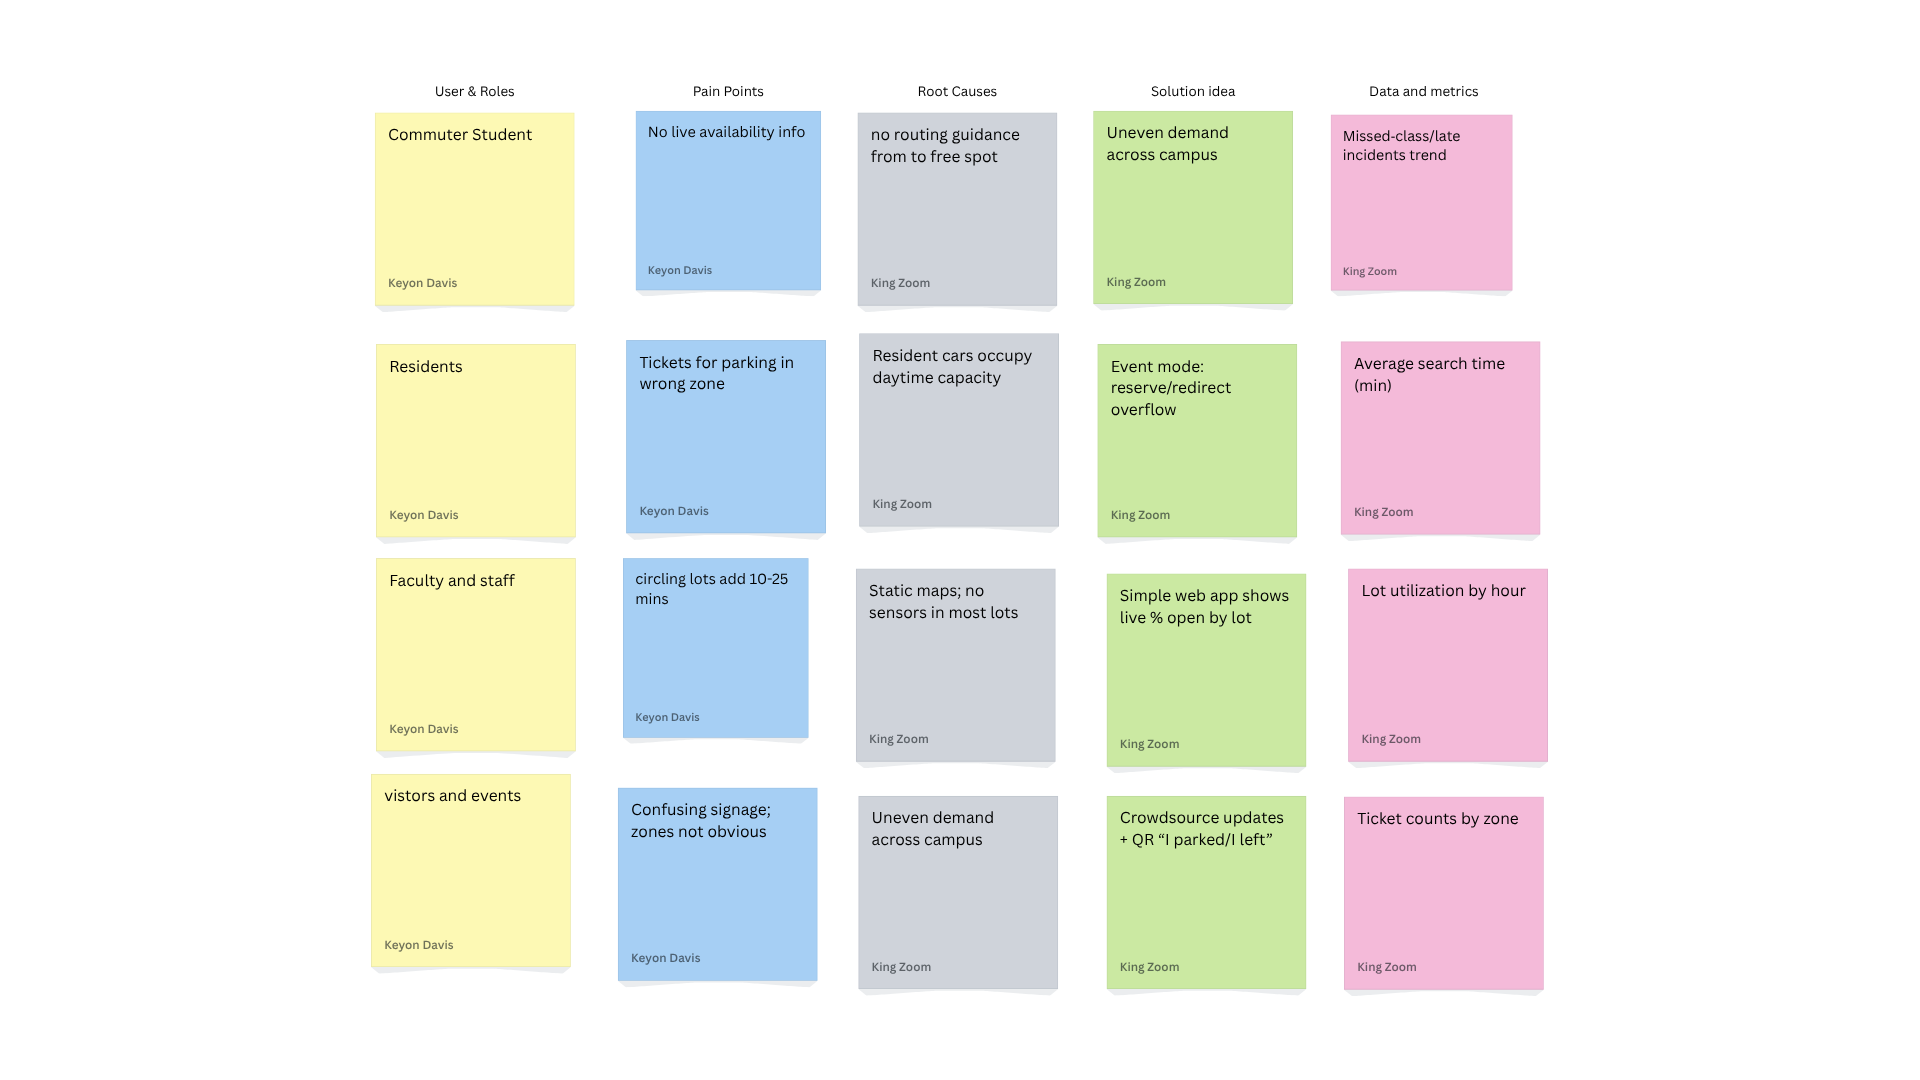 User & Roles
Pain Points
Root Causes
Solution idea
Data and metrics
Commuter Student
Keyon Davis
No live availability info
Keyon Davis
no routing guidance
from to free spot
King Zoom
Uneven demand
across campus
King Zoom
Missed-class/late
incidents trend
King Zoom
Residents
Keyon Davis
Tickets for parking in
wrong zone
Keyon Davis
Resident cars occupy
daytime capacity
King Zoom
Event mode:
reserve/redirect
overflow
King Zoom
Average search time
(min)
King Zoom
Faculty and staff
Keyon Davis
circling lots add 10-25
mins
Keyon Davis
Static maps; no
sensors in most lots
King Zoom
Simple web app shows
live % open by lot
King Zoom
Lot utilization by hour
King Zoom
vistors and events
Keyon Davis
Confusing signage;
zones not obvious
Keyon Davis
Uneven demand
across campus
King Zoom
Crowdsource updates
+ QR “I parked/I left”
King Zoom
Ticket counts by zone
King Zoom